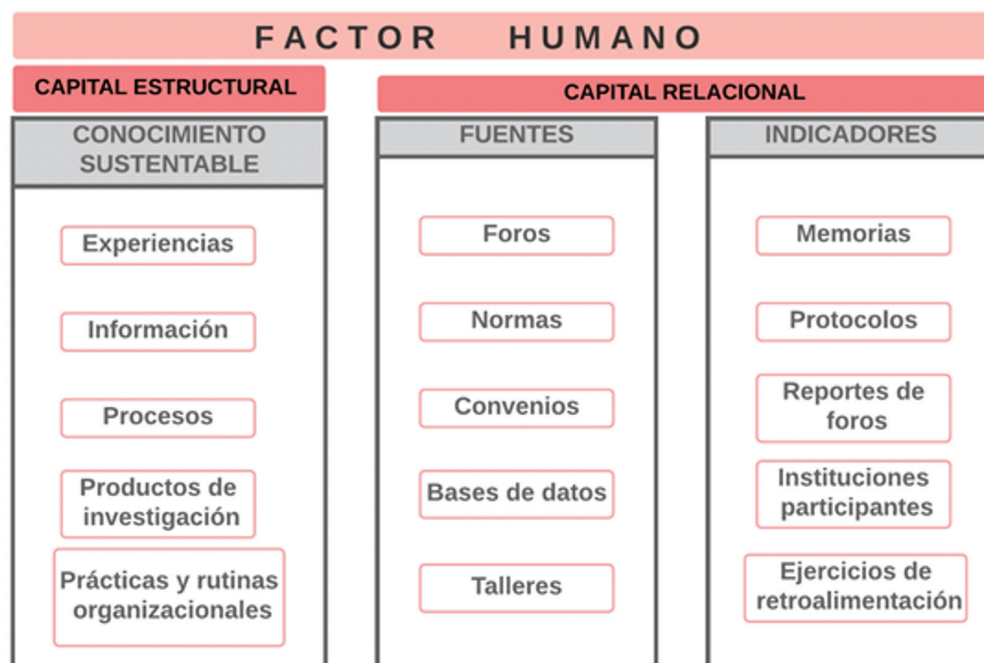 FACTOR HUMANO
CAPITAL ESTRUCTURAL
CONOCIMIENTO
SUSTENTABLE
Experiencias
Información
Procesos
Productos de
investigación
Prácticas y rutinas
organizacionales
CAPITAL RELACIONAL
FUENTES
Foros
Normas
Convenios
Bases de datos
Talleres
INDICADORES
Memorias
Protocolos
Reportes de
foros
Instituciones
participantes
Ejercicios de
retroalimentación